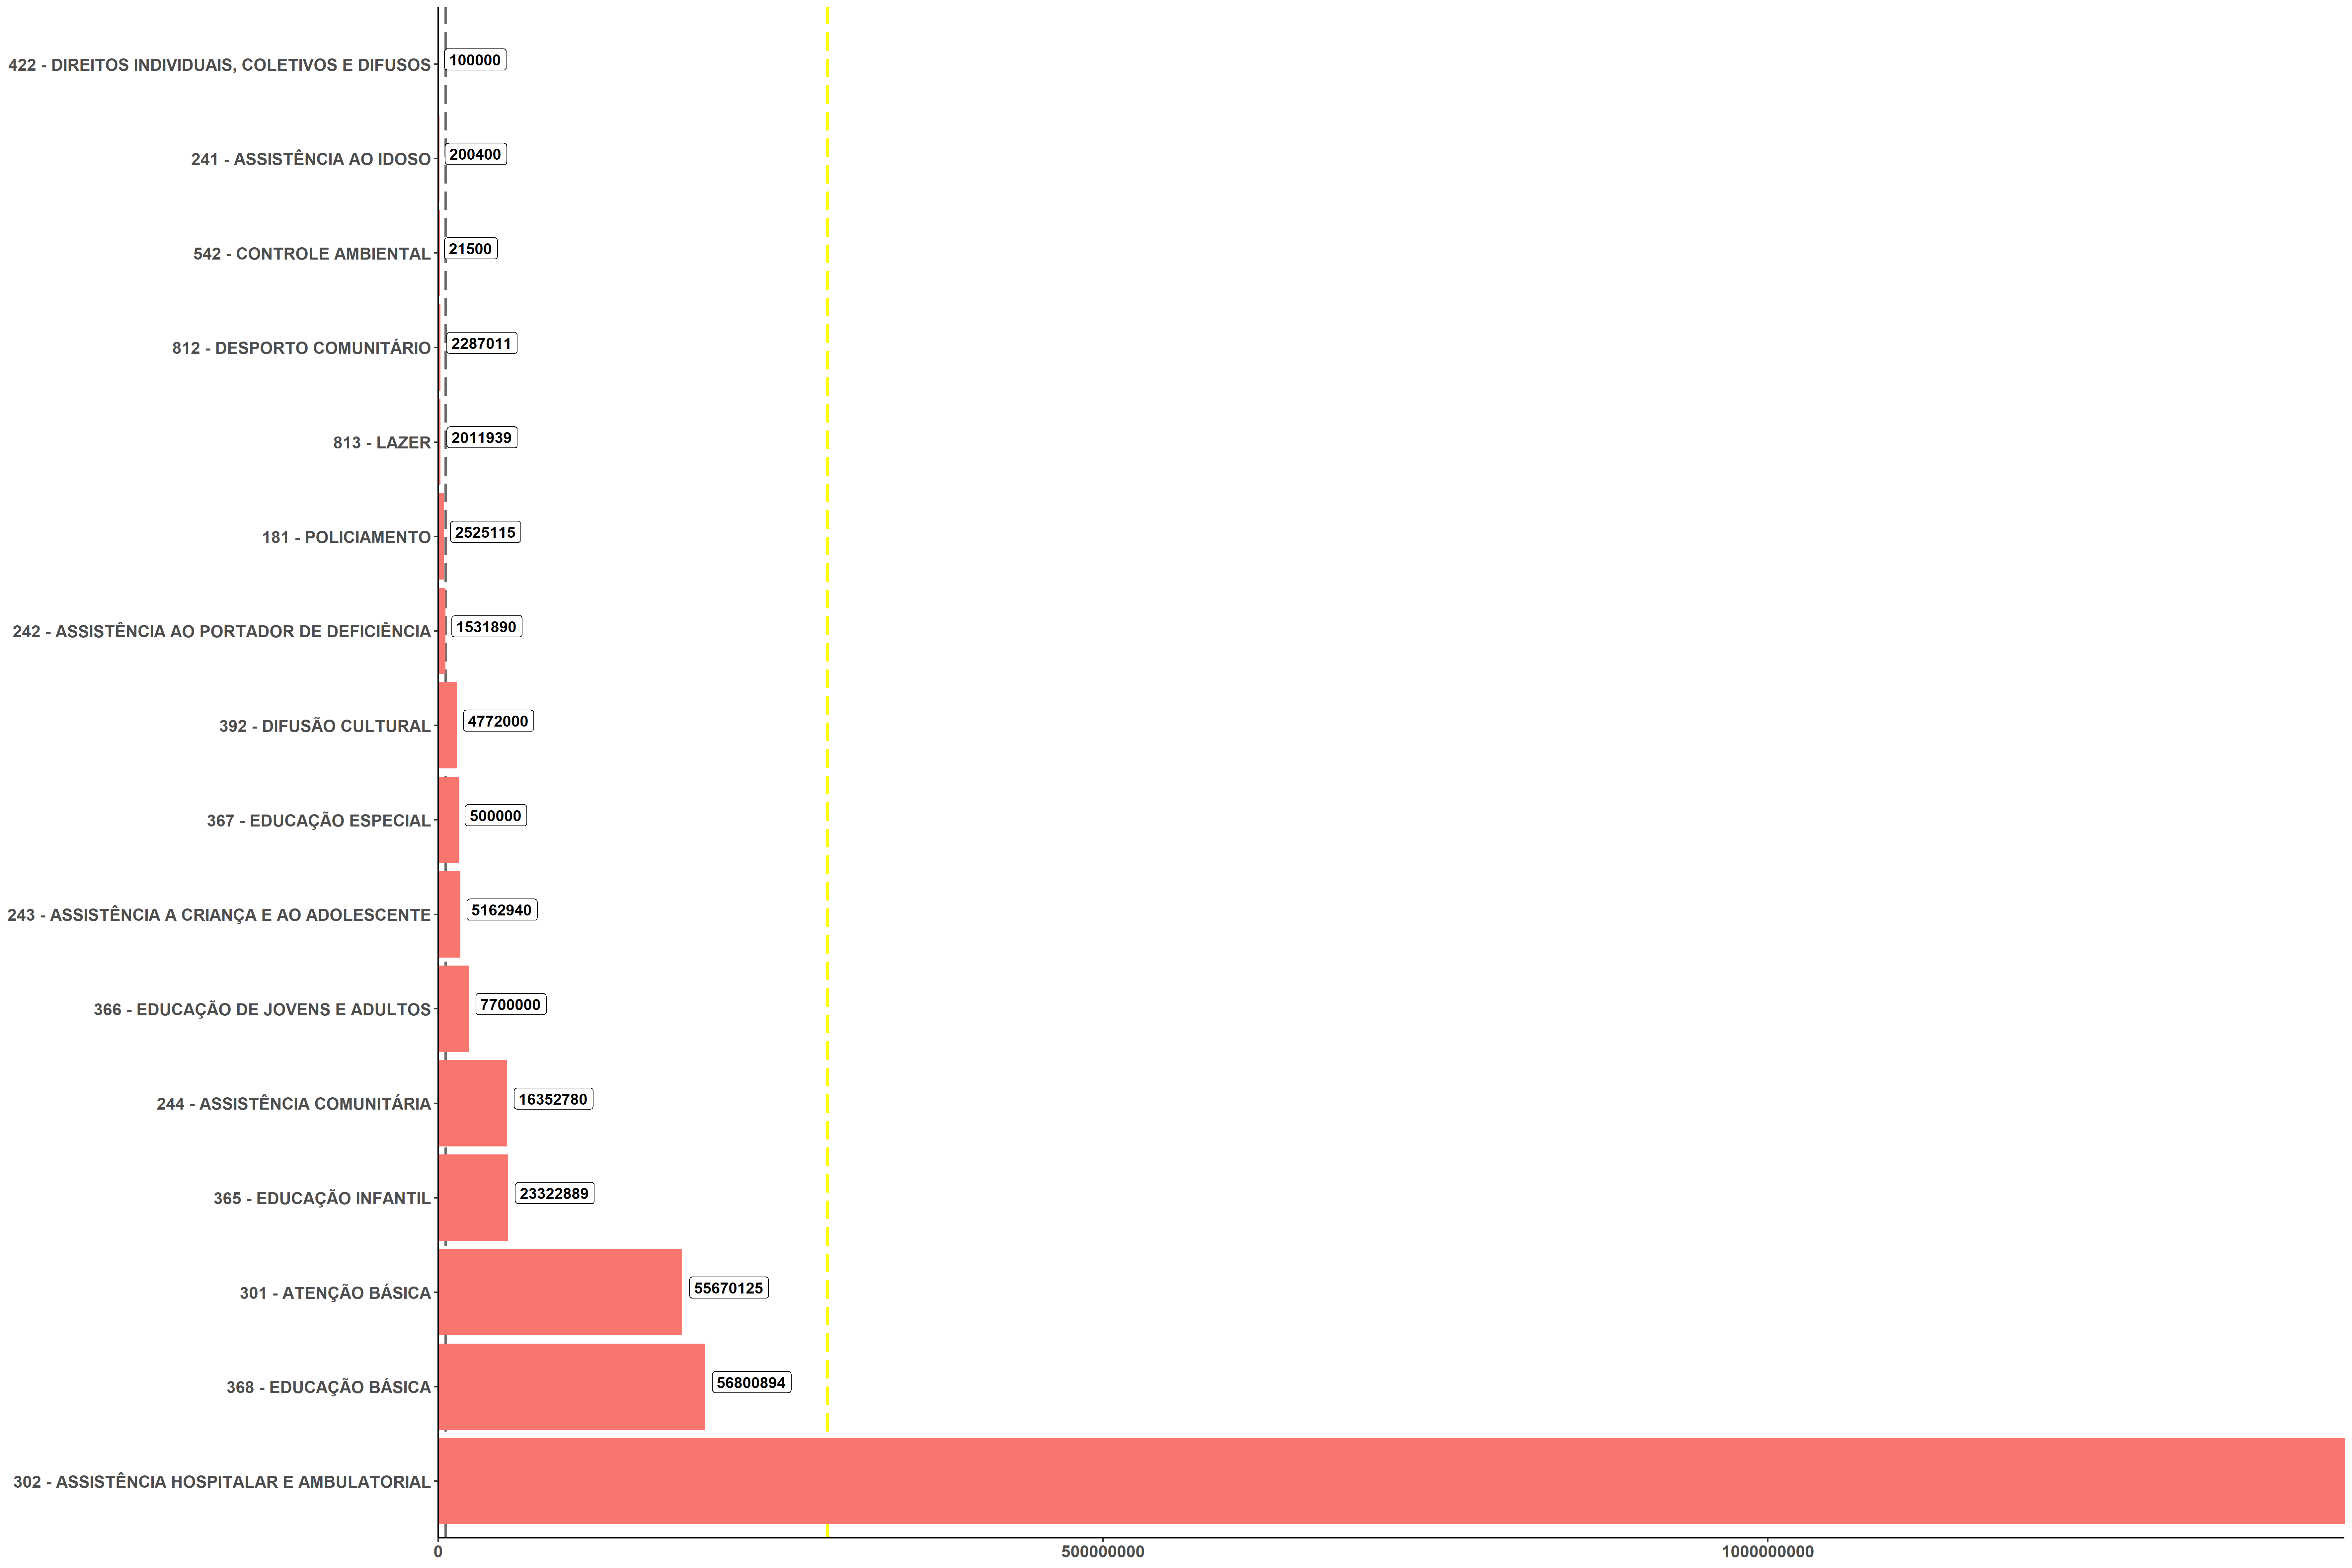 422 - DIREITOS INDIVIDUAIS, COLETIVOS E DIFUSOS 100000
241 - ASSISTÊNCIA AO IDOSO 200400
542 - CONTROLE AMBIENTAL 21500
812 - DESPORTO COMUNITÁRIO 2287011
813 - LAZER 2011939
181 - POLICIAMENTO 2525115
242 - ASSISTÊNCIA AO PORTADOR DE DEFICIÊNCIA 1531890
392 - DIFUSÃO CULTURAL 4772000
367 - EDUCAÇÃO ESPECIAL 500000
243 - ASSISTÊNCIA A CRIANÇA E AO ADOLESCENTE 5162940
366 - EDUCAÇÃO DE JOVENS E ADULTOS 7700000
244 - ASSISTÊNCIA COMUNITÁRIA 16352780
365 - EDUCAÇÃO INFANTIL 23322889
301 - ATENÇÃO BÁSICA 55670125
368 - EDUCAÇÃO BÁSICA 56800894
302 - ASSISTÊNCIA HOSPITALAR E AMBULATORIAL
0 500000000 1000000000